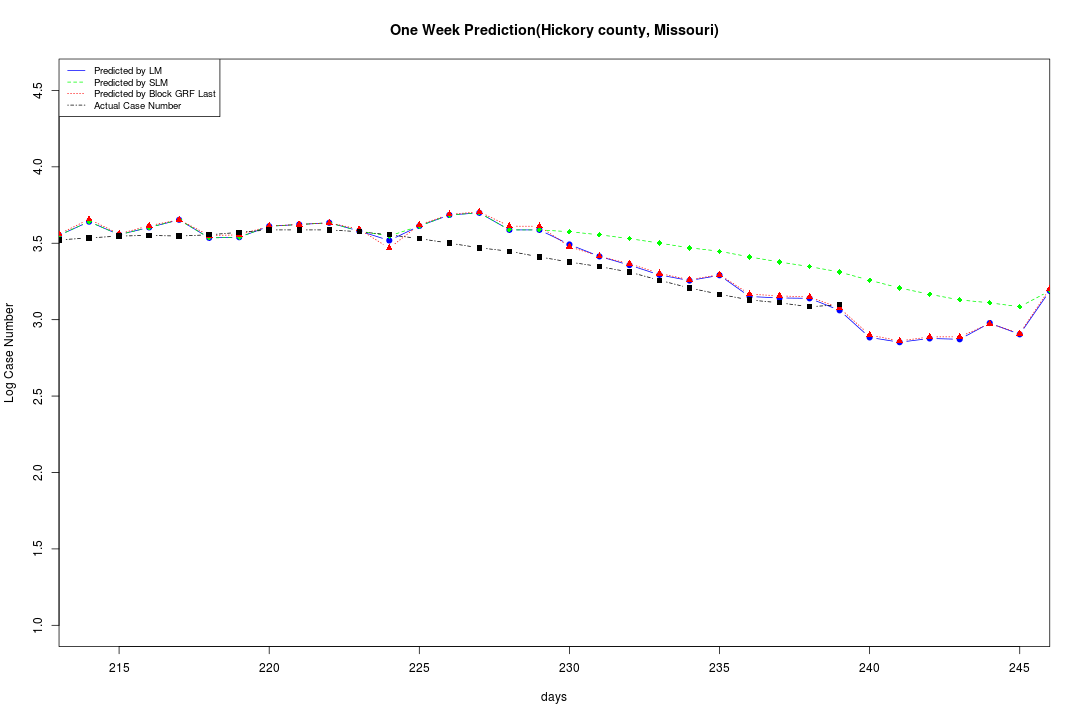 One Week Prediction(Hickory county, Missouri)
Predicted by LM
Predicted by SLM
Predicted by Block GRF Last
Actual Case Number
4.5
4.0
3.5
3.0
2.5
2.0
1.5
1.0
Log Case Number
215 220 225 230 235 240 245
days